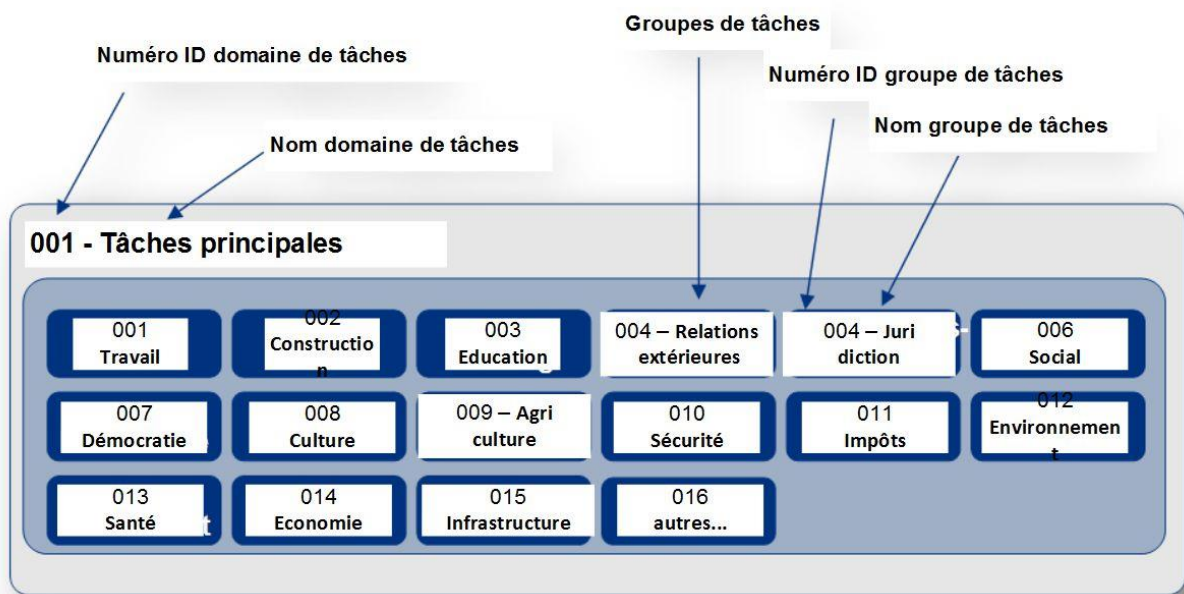 Groupes de tâches
Numéro ID domaine de tâches
Numéro ID groupe de tâches
Nom groupe de tâches
Nom domaine de tâches
001 - Tâches principales
001
Travail
002
Constructio
n
003
Education
004 – Relations
extérieures
004 – Juri
diction
006
Social
007
Démocratie
008
Culture
009 – Agri
culture
010
Sécurité
011
Impôts
012
Environnemen
t
013
Santé
014
Economie
015
Infrastructure
016
autres...